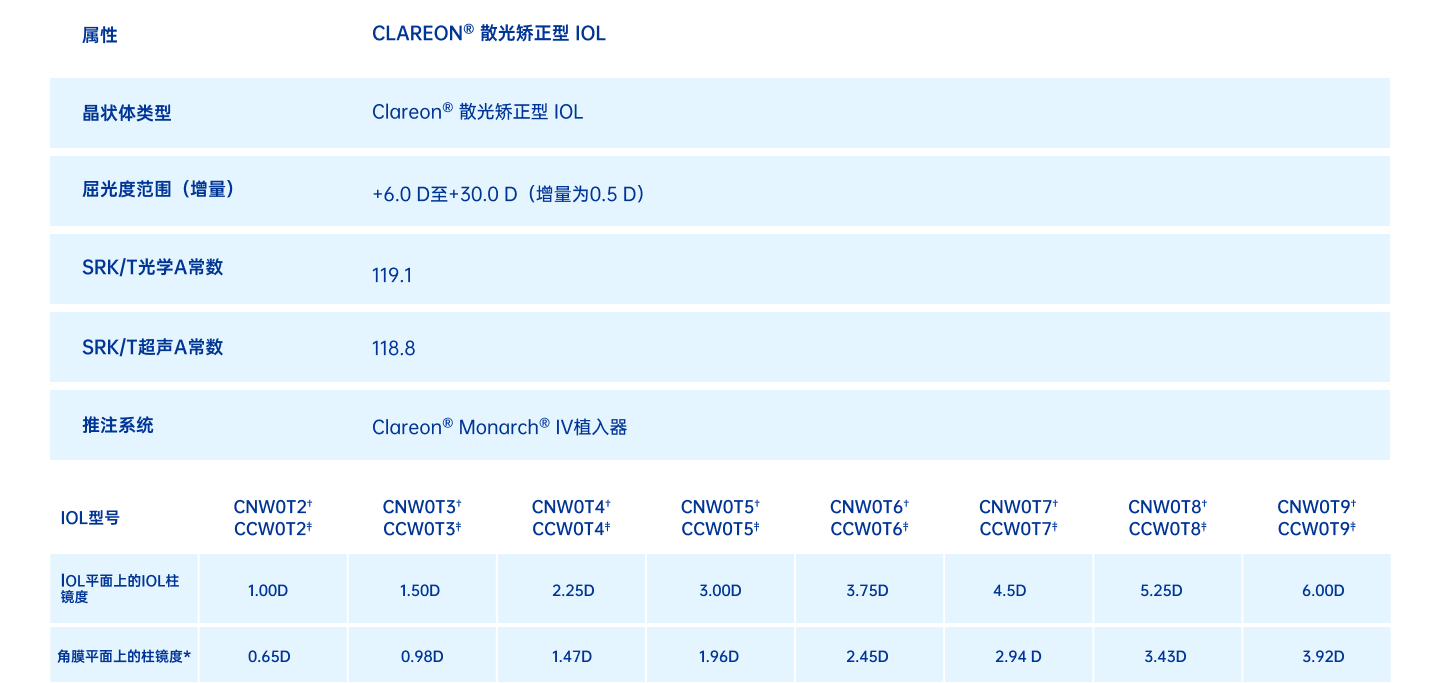 属性 CLAREON® 散光矫正型 IOL
晶状体类型 Clareon® 散光矫正型 IOL
屈光度范围（增量） +6.0 D至+30.0 D（增量为0.5 D）
SRK/T光学A常数 119.1
SRK/T超声A常数 118.8
推注系统 Clareon® Monarch® IV植入器
IOL型号 CNW0T2† CNW0T3† CNW0T4† CNW0T5† CNW0T6† CNW0T7† CNW0T8† CNW0T9†
CCW0T2‡ CCW0T3‡ CCW0T4‡ CCW0T5‡ CCW0T6‡ CCW0T7‡ CCW0T8‡ CCW0T9‡
IOL平面上的IOL柱
镜度 1.00D 1.50D 2.25D 3.00D 3.75D 4.5D 5.25D 6.00D
角膜平面上的柱镜度* 0.65D 0.98D 1.47D 1.96D 2.45D 2.94 D 3.43D 3.92D